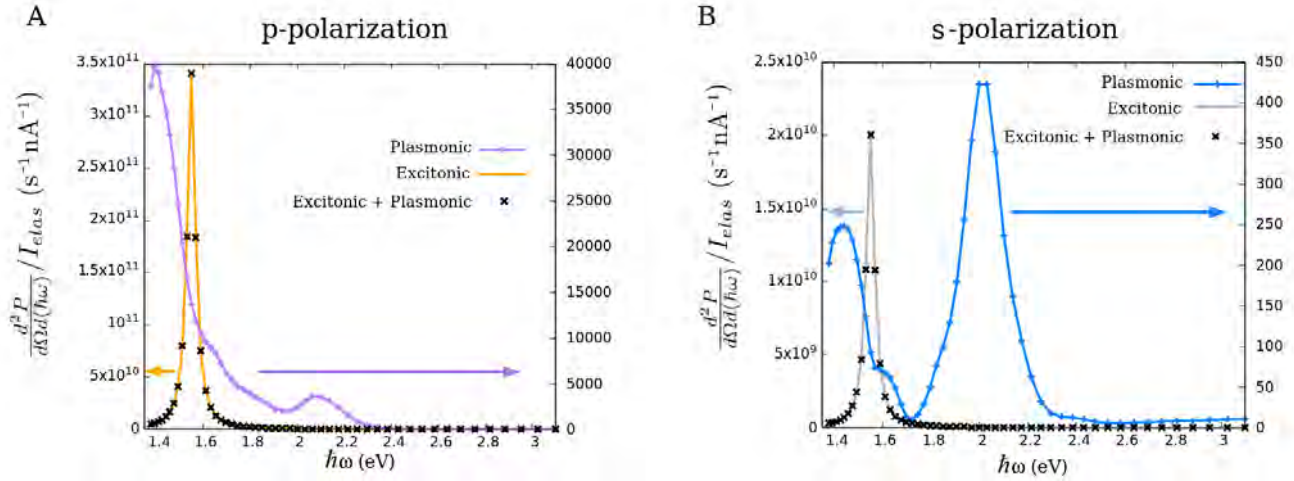 A
p-polarization
d²P/dΩd(ħω) / I_elas (s⁻¹nA⁻¹)
3.5x10¹¹
3x10¹¹
2.5x10¹¹
3x10¹¹
3.5x10¹¹
10¹¹
5x10¹⁰
0
40000
35000
30000
25000
20000
15000
10000
5000
0
Plasmonic
Excitonic
Excitonic + Plasmonic
1.4 1.6 1.8 2 2.2 2.4 2.6 2.8 3
ħω (eV)
B
s-polarization
d²P/dΩd(ħω) / I_elas (s⁻¹nA⁻¹)
2.5x10¹⁰
2x10¹⁰
1.5x10¹⁰
1x10¹⁰
5x10⁹
0
450
400
350
300
250
200
150
100
50
0
Plasmonic
Excitonic
Excitonic + Plasmonic
1.4 1.6 1.8 2 2.2 2.4 2.6 2.8 3
ħω (eV)